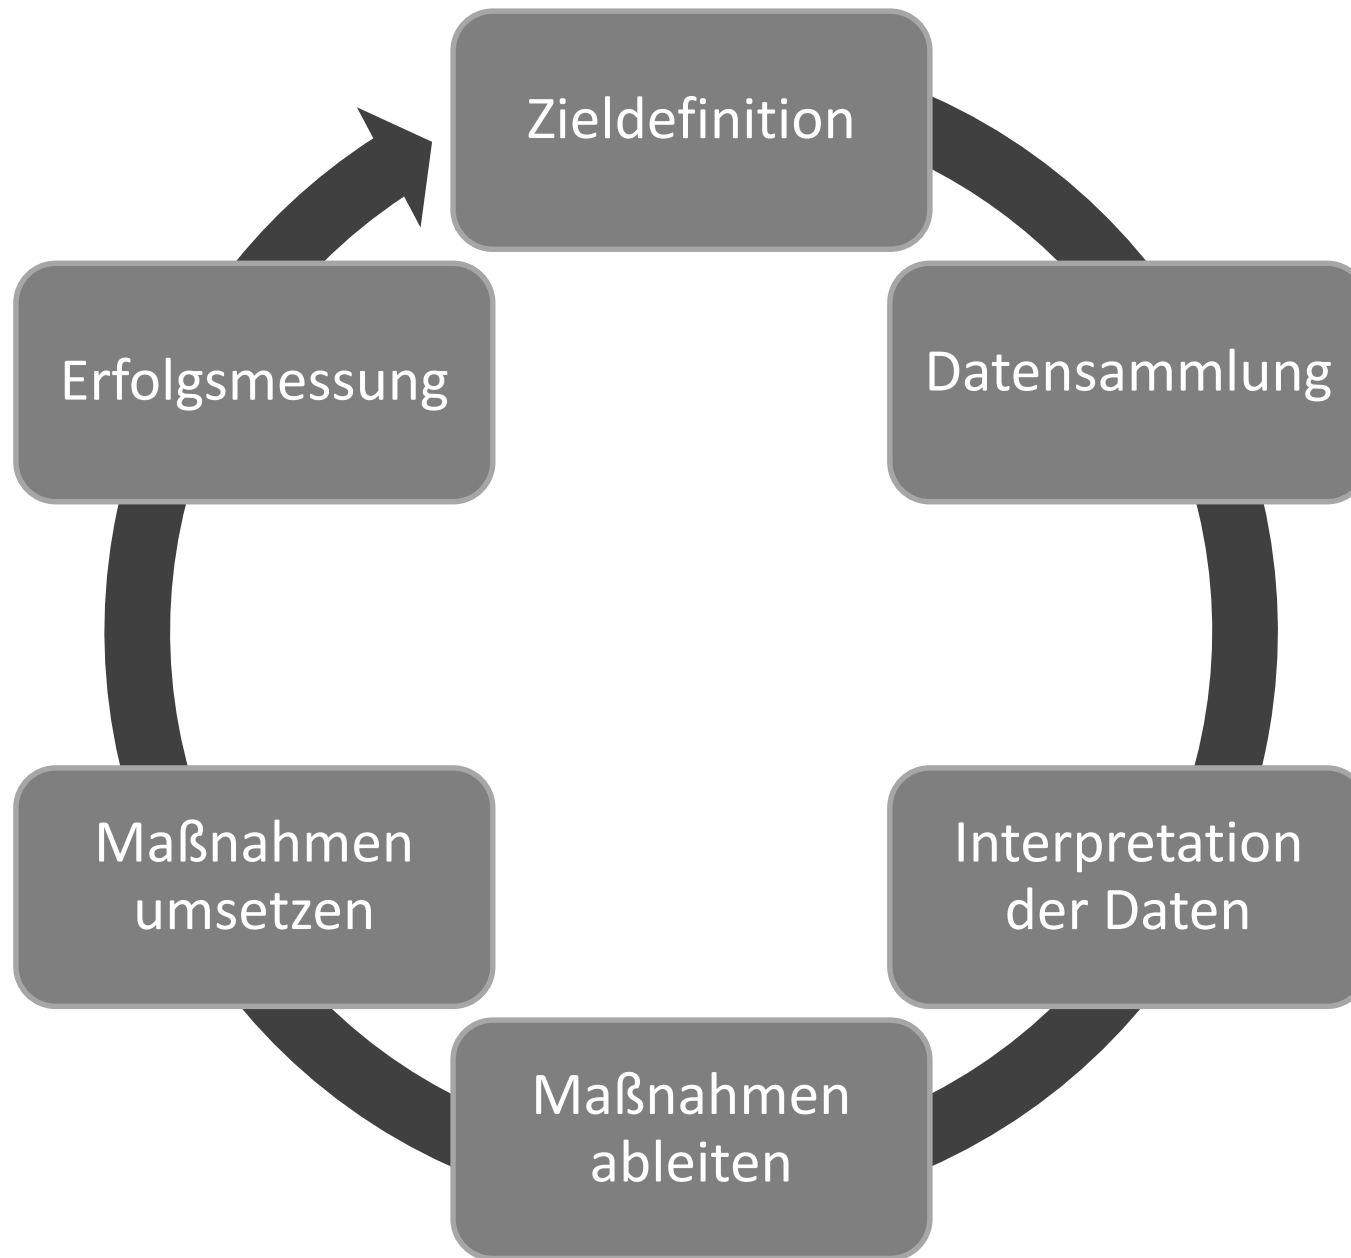 Zieldefinition
Datensammlung
Interpretation
der Daten
Maßnahmen
ableiten
Maßnahmen
umsetzen
Erfolgsmessung